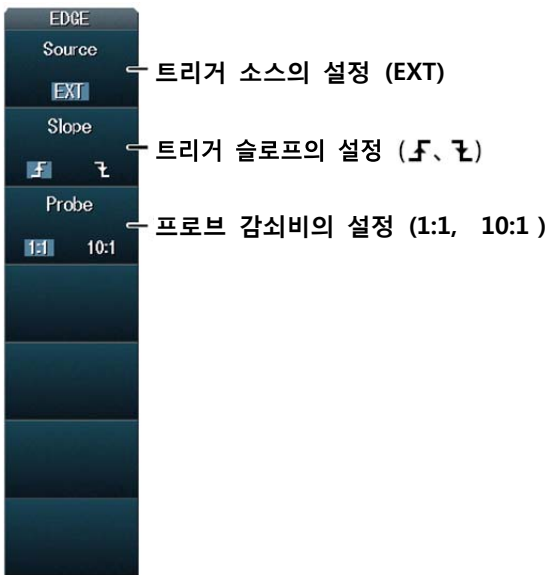 EDGE
Source
EXT
트리거 소스의 설정 (EXT)
Slope
트리거 슬로프의 설정 (、)
Probe
1:1 10:1
프로브 감쇠비의 설정 (1:1, 10:1 )